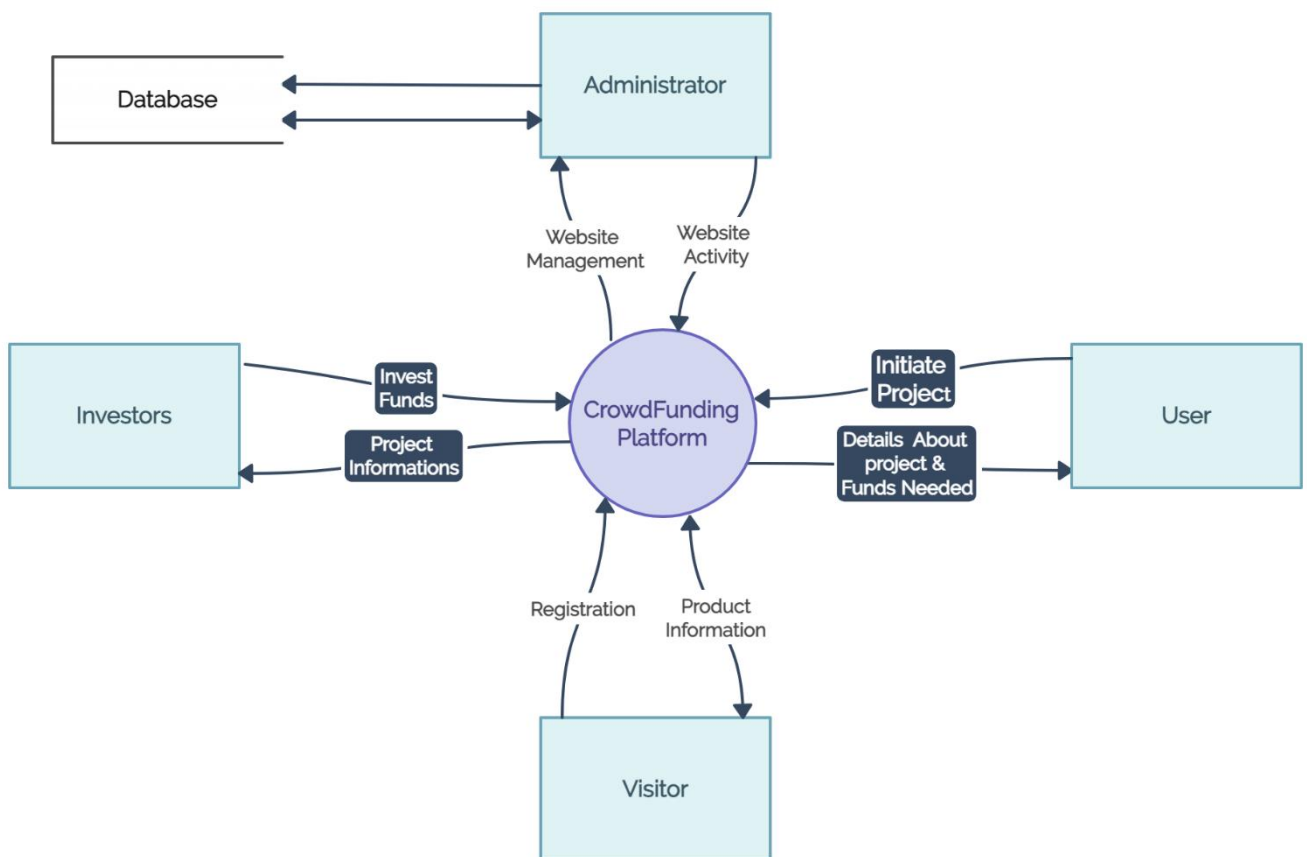 Administrator
Database
Website
Management
Website
Activity
Invest
Funds
Initiate
Project
Investors
CrowdFunding
Platform
User
Project
Informations
Details About
project &
Funds Needed
Registration
Product
Information
Visitor